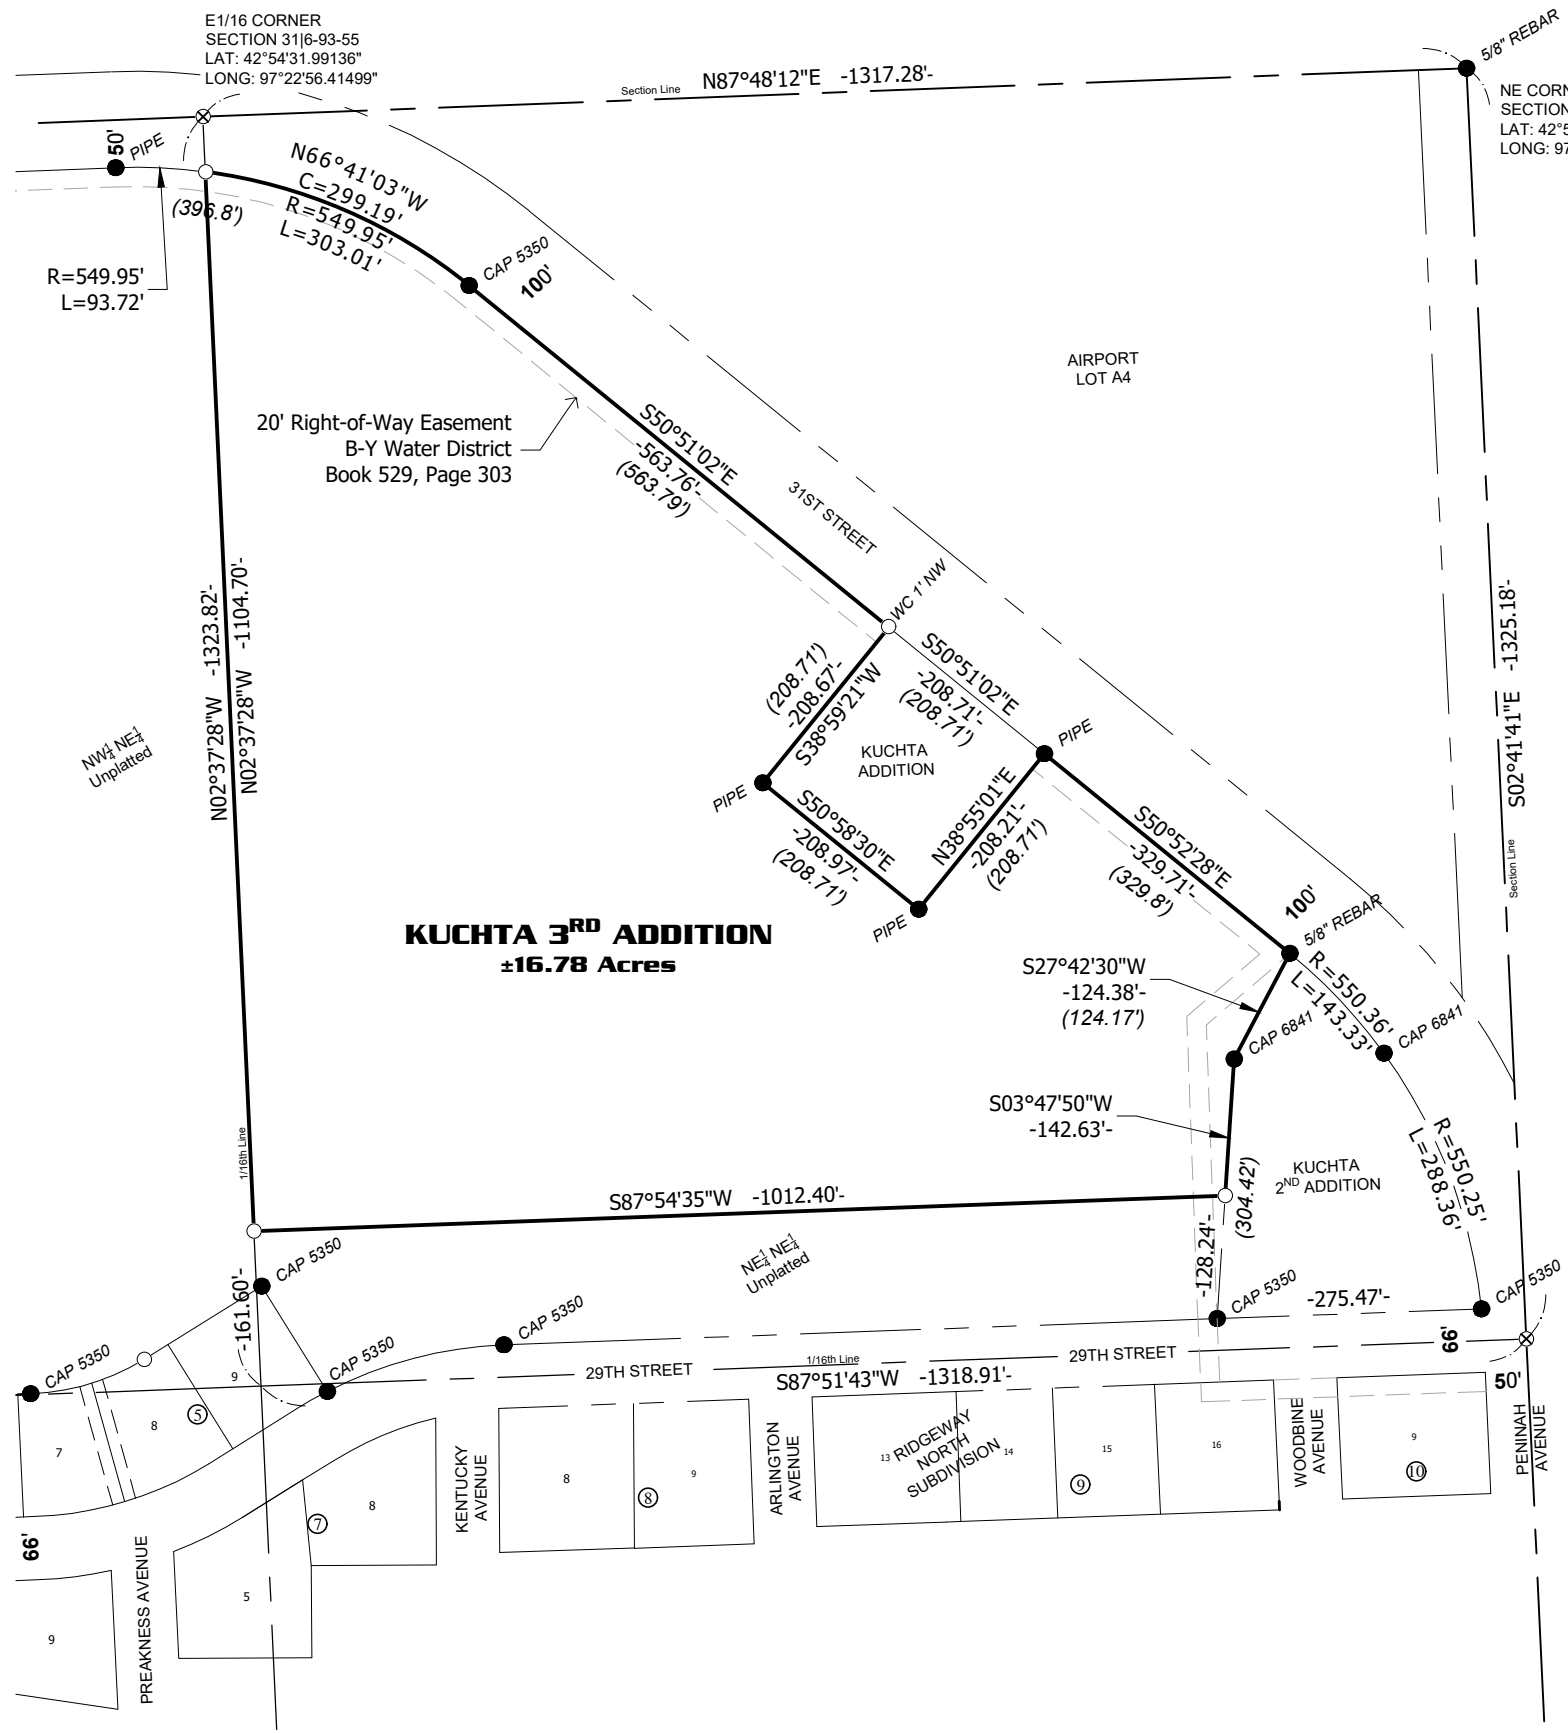 E1/16 CORNER
SECTION 31|6-93-55
LAT: 42°54'31.99136"
LONG: 97°22'56.41499"
Section Line
N87°48'12"E -1317.28'-
5/8" REBAR
NE CORN
SECTION
LAT: 42°5
LONG: 97
50'
PIPE
(396.8')
N66°41'03"W
C=299.19'
R=549.95'
L=303.01'
CAP 5350
100'
R=549.95'
L=93.72'
AIRPORT
LOT A4
20' Right-of-Way Easement
B-Y Water District
Book 529, Page 303
S50°51'02"E
-563.76'-
(563.79')
31ST STREET
WC 1' NW
N02°37'28"W -1323.82'-
N02°37'28"W -1104.70'-
S02°41'41"E -1325.18'-
Section Line
NW¼ NE¼
Unplatted
(208.71')
-208.67'-
S38°59'21"W
S50°51'02"E
-208.71'-
(208.71')
PIPE
KUCHTA
ADDITION
PIPE
S50°58'30"E
-208.97'-
(208.71')
N38°55'01"E
-208.21'-
(208.71')
PIPE
S50°52'28"E
-329.71'-
(329.8')
100'
5/8" REBAR
KUCHTA 3RD ADDITION
±16.78 Acres
S27°42'30"W
-124.38'-
(124.17')
R=550.36'
L=143.33'
CAP 6841
CAP 6841
S03°47'50"W
-142.63'-
1/16th Line
KUCHTA
2ND ADDITION
(304.42')
R=550.25'
L=288.36'
S87°54'35"W -1012.40'-
NE¼ NE¼
Unplatted
-128.24'-
-161.60'-
CAP 5350
CAP 5350
CAP 5350
-275.47'-
CAP 5350
CAP 5350
CAP 5350
66'
29TH STREET
1/16th Line
29TH STREET
S87°51'43"W -1318.91'-
50'
9
8
5
7
8
7
5
9
66'
PREAKNESS AVENUE
KENTUCKY
AVENUE
8
8
9
ARLINGTON
AVENUE
13
RIDGEWAY
NORTH
SUBDIVISION
14
9
15
16
WOODBINE
AVENUE
9
10
PENINAH
AVENUE